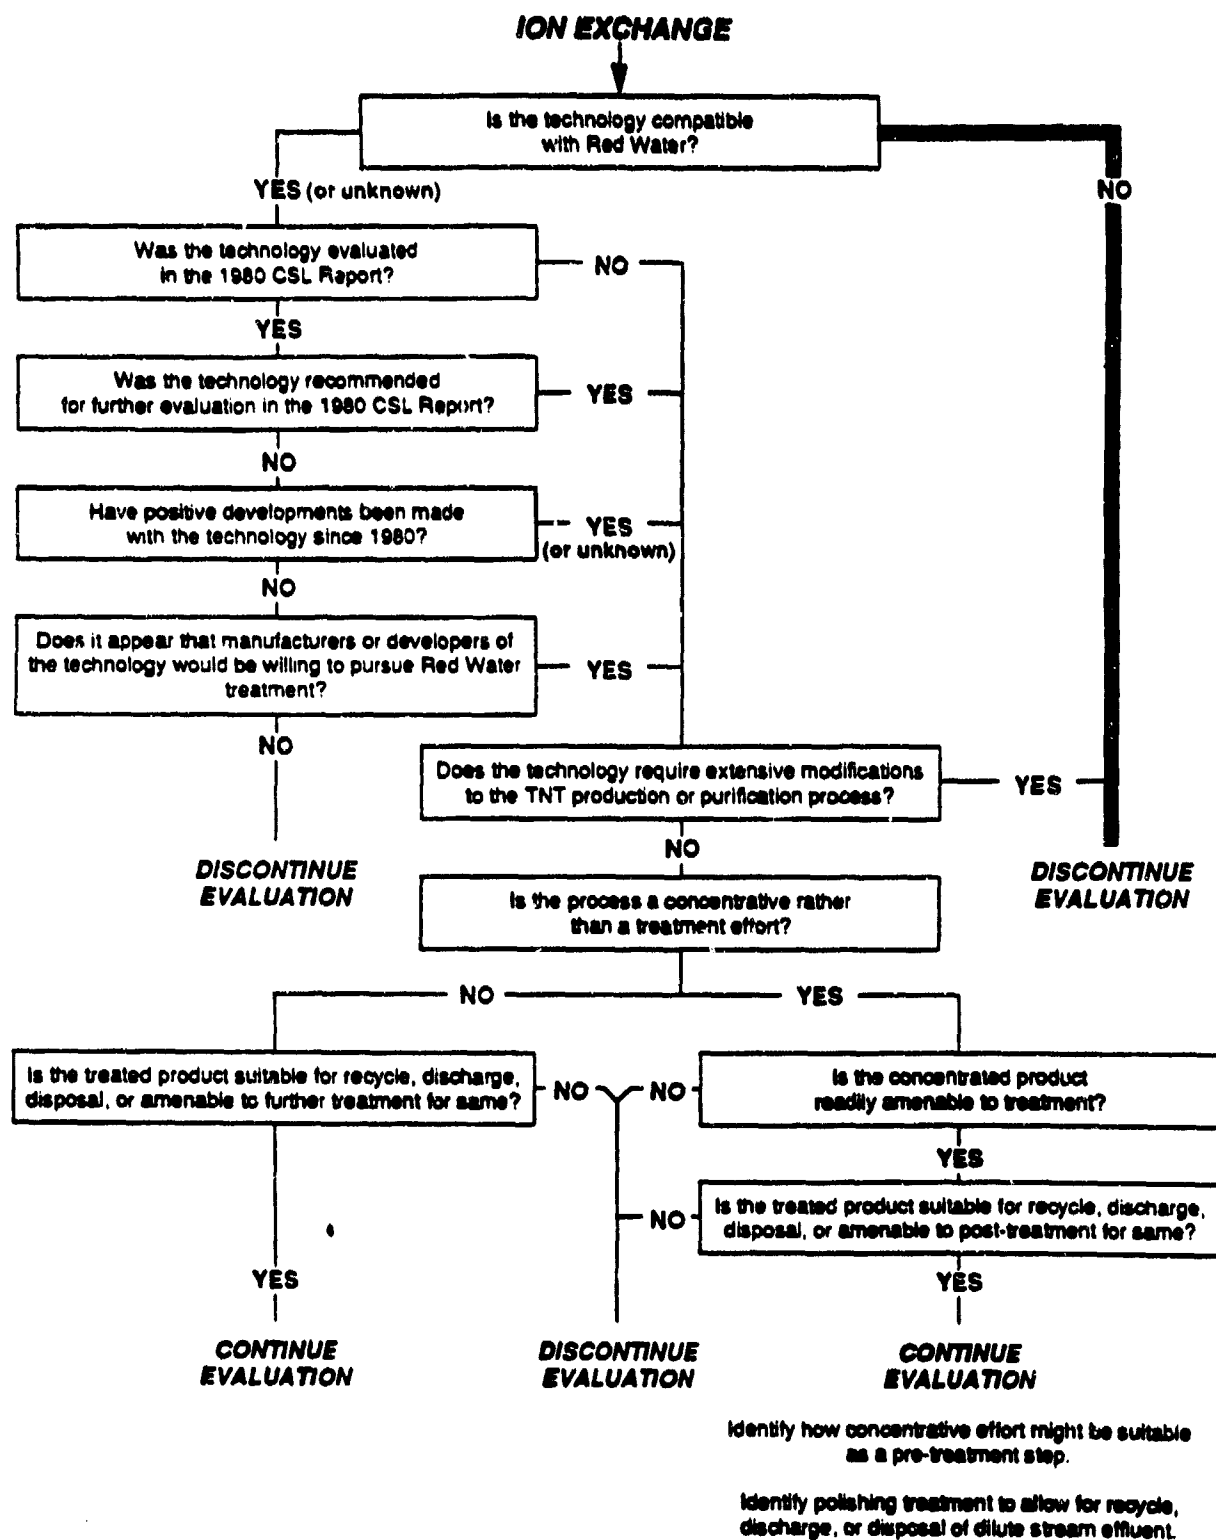 ION EXCHANGE
Is the technology compatible
with Red Water?
YES (or unknown)
NO
Was the technology evaluated
in the 1980 CSL Report?
NO
YES
Was the technology recommended
for further evaluation in the 1980 CSL Report?
YES
NO
Have positive developments been made
with the technology since 1980?
YES
(or unknown)
NO
Does it appear that manufacturers or developers of
the technology would be willing to pursue Red Water
treatment?
YES
NO
Does the technology require extensive modifications
to the TNT production or purification process?
YES
NO
DISCONTINUE
EVALUATION
DISCONTINUE
EVALUATION
Is the process a concentrative rather
than a treatment effort?
NO
YES
Is the treated product suitable for recycle, discharge,
disposal, or amenable to further treatment for same?
NO
NO
Is the concentrated product
readily amenable to treatment?
YES
Is the treated product suitable for recycle, discharge,
disposal, or amenable to post-treatment for same?
NO
YES
YES
CONTINUE
EVALUATION
DISCONTINUE
EVALUATION
CONTINUE
EVALUATION
Identify how concentrative effort might be suitable
as a pre-treatment step.
Identify polishing treatment to allow for recycle,
discharge, or disposal of dilute stream effluent.